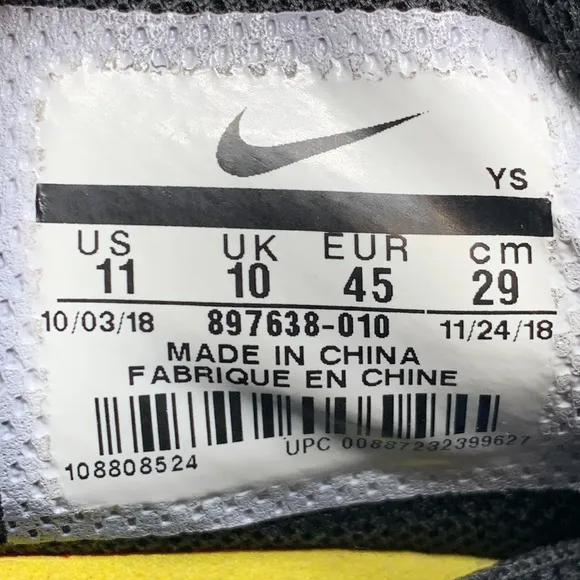 YS
US UK EUR cm
11 10 45 29
10/03/18 897638-010 11/24/18
MADE IN CHINA
FABRIQUE EN CHINE
UPC 00887232399627
108808524